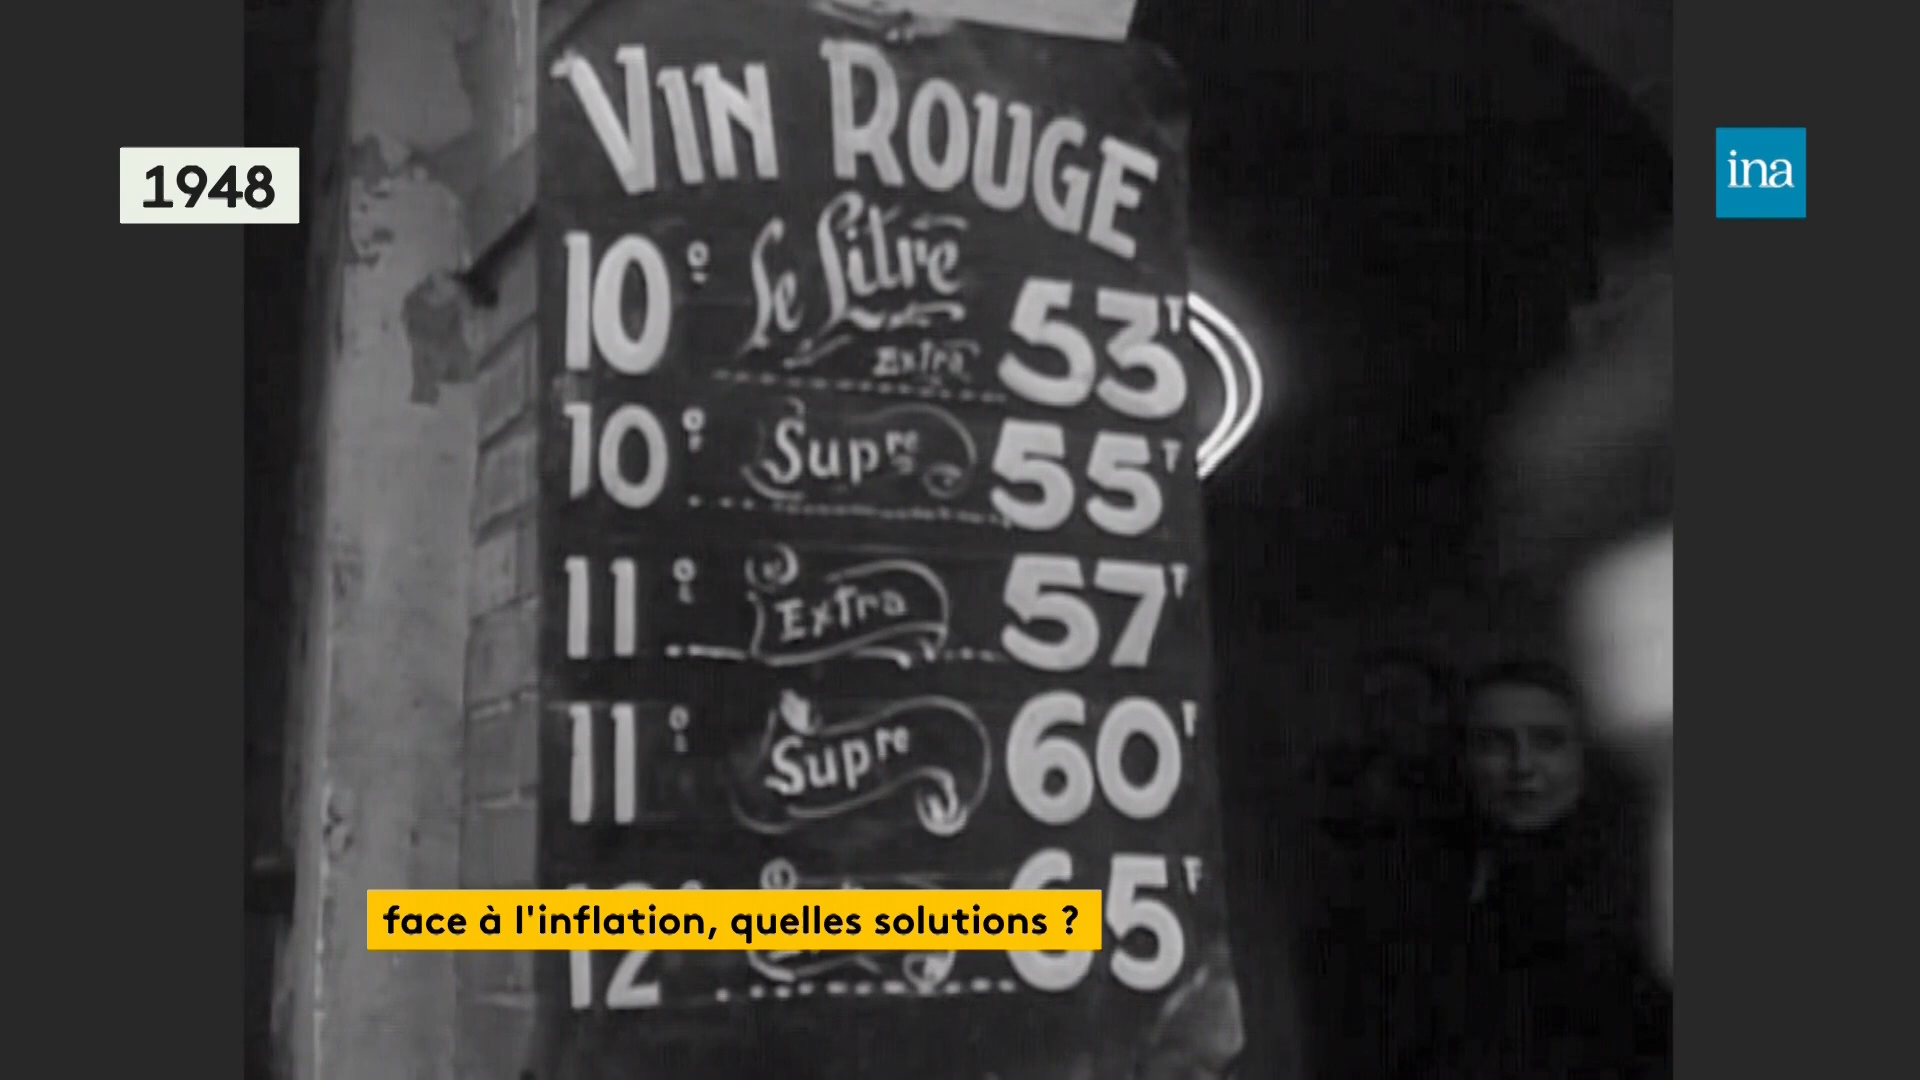 1948
ina
VIN ROUGE
10° Le Litre 53F
Extra
10° Supre 55F
11° Extra 57F
11° Supre 60F
12° 65F
face à l'inflation, quelles solutions ?